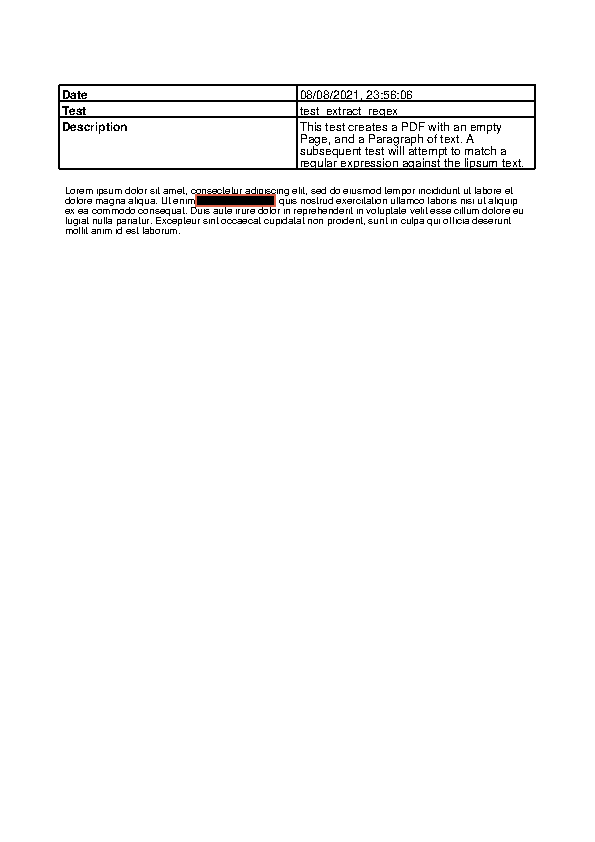 Date 08/08/2021, 23:56:06
Test test_extract_regex
Description This test creates a PDF with an empty
Page, and a Paragraph of text. A
subsequent test will attempt to match a
regular expression against the lipsum text.
Lorem ipsum dolor sit amet, consectetur adipiscing elit, sed do eiusmod tempor incididunt ut labore et
dolore magna aliqua. Ut enim quis nostrud exercitation ullamco laboris nisi ut aliquip
ex ea commodo consequat. Duis aute irure dolor in reprehenderit in voluptate velit esse cillum dolore eu
fugiat nulla pariatur. Excepteur sint occaecat cupidatat non proident, sunt in culpa qui officia deserunt
mollit anim id est laborum.